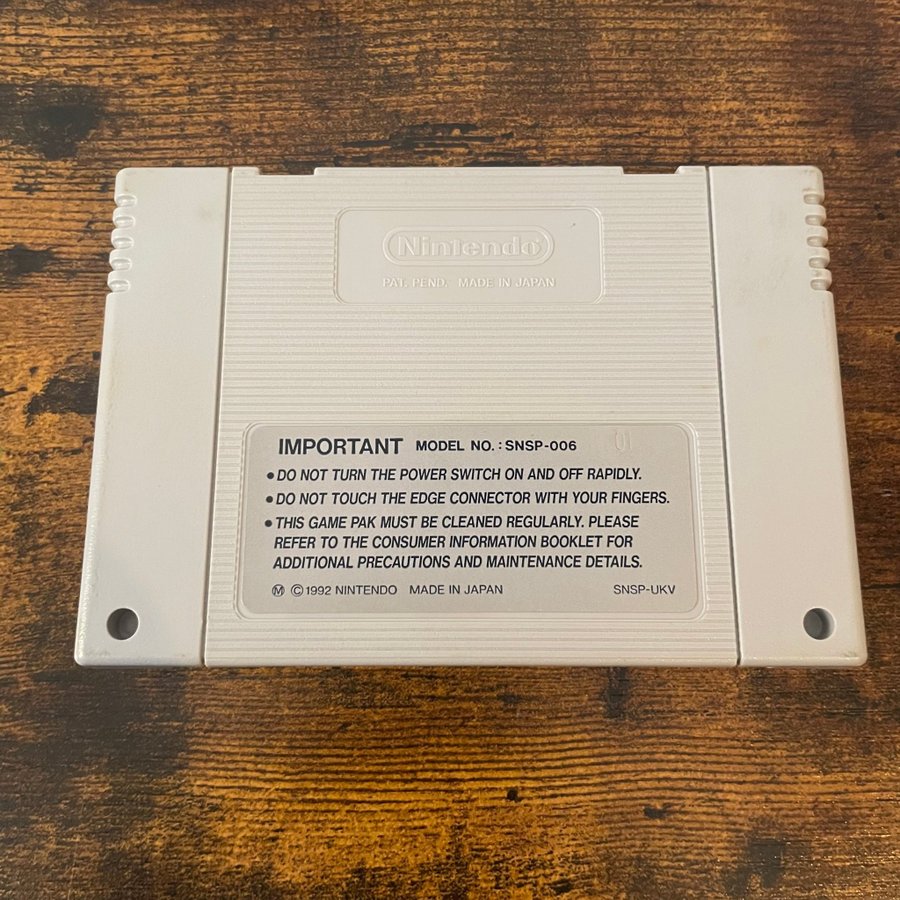 Nintendo®
PAT. PEND. MADE IN JAPAN
IMPORTANT MODEL NO. : SNSP-006 01
• DO NOT TURN THE POWER SWITCH ON AND OFF RAPIDLY.
• DO NOT TOUCH THE EDGE CONNECTOR WITH YOUR FINGERS.
• THIS GAME PAK MUST BE CLEANED REGULARLY. PLEASE
REFER TO THE CONSUMER INFORMATION BOOKLET FOR
ADDITIONAL PRECAUTIONS AND MAINTENANCE DETAILS.
Ⓜ © 1992 NINTENDO MADE IN JAPAN SNSP-UKV